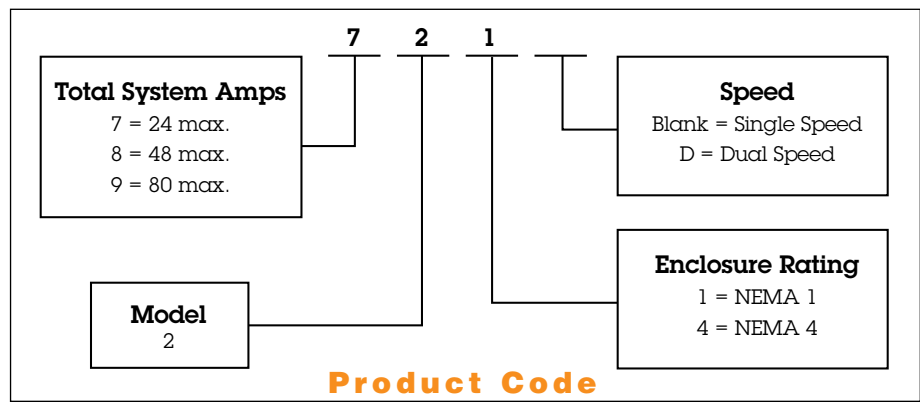 7 2 1
Total System Amps
7 = 24 max.
8 = 48 max.
9 = 80 max.
Speed
Blank = Single Speed
D = Dual Speed
Model
2
Enclosure Rating
1 = NEMA 1
4 = NEMA 4
Product Code